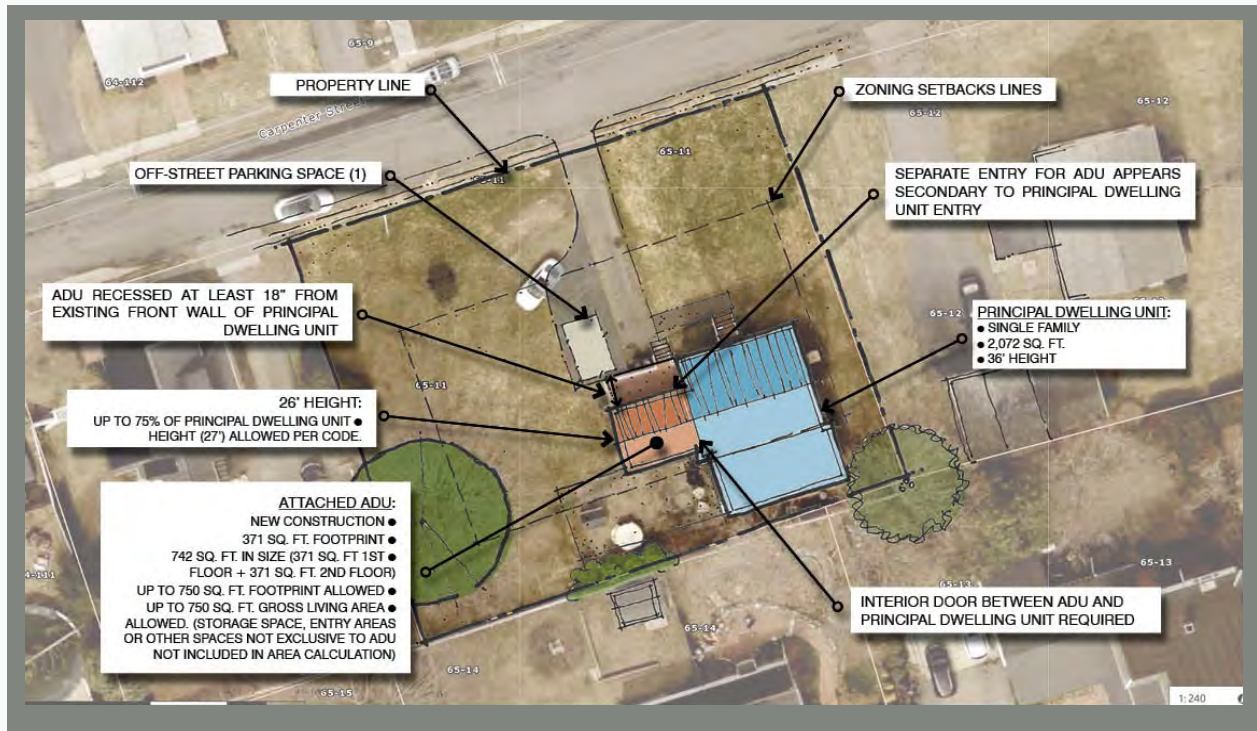 65-9
64-112
PROPERTY LINE
Carpenter Street
ZONING SETBACKS LINES
65-12
65-12
65-11
OFF-STREET PARKING SPACE (1)
65-11
SEPARATE ENTRY FOR ADU APPEARS
SECONDARY TO PRINCIPAL DWELLING
UNIT ENTRY
ADU RECESSED AT LEAST 18" FROM
EXISTING FRONT WALL OF PRINCIPAL
DWELLING UNIT
65-12
65-12
PRINCIPAL DWELLING UNIT:
● SINGLE FAMILY
● 2,072 SQ. FT.
● 36' HEIGHT
65-11
26' HEIGHT:
UP TO 75% OF PRINCIPAL DWELLING UNIT ●
HEIGHT (27') ALLOWED PER CODE.
ATTACHED ADU:
NEW CONSTRUCTION ●
371 SQ. FT. FOOTPRINT ●
742 SQ. FT. IN SIZE (371 SQ. FT 1ST ●
FLOOR + 371 SQ. FT. 2ND FLOOR)
UP TO 750 SQ. FT. FOOTPRINT ALLOWED ●
UP TO 750 SQ. FT. GROSS LIVING AREA ●
ALLOWED. (STORAGE SPACE, ENTRY AREAS
OR OTHER SPACES NOT EXCLUSIVE TO ADU
NOT INCLUDED IN AREA CALCULATION)
INTERIOR DOOR BETWEEN ADU AND
PRINCIPAL DWELLING UNIT REQUIRED
65-13
65-13
4-111
65-14
65-14
65-15
1:240